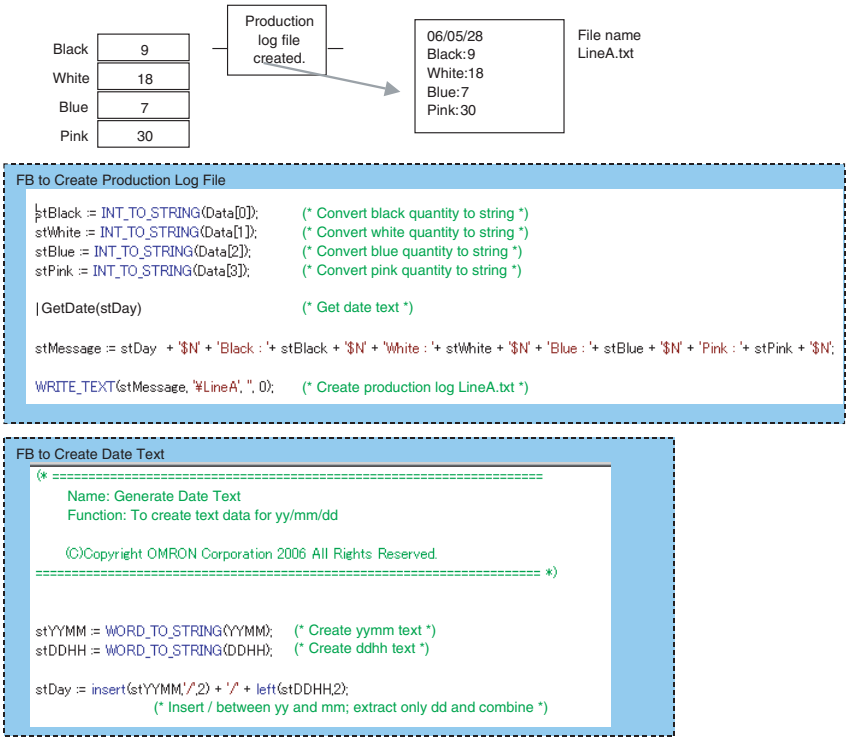 Black 9
White 18
Blue 7
Pink 30
Production
log file
created.
06/05/28
Black:9
White:18
Blue:7
Pink:30
File name
LineA.txt
FB to Create Production Log File
stBlack := INT_TO_STRING(Data[0]); (* Convert black quantity to string *)
stWhite := INT_TO_STRING(Data[1]); (* Convert white quantity to string *)
stBlue := INT_TO_STRING(Data[2]); (* Convert blue quantity to string *)
stPink := INT_TO_STRING(Data[3]); (* Convert pink quantity to string *)
|GetDate(stDay) (* Get date text *)
stMessage := stDay + '$N' + 'Black : '+ stBlack + '$N' + 'White : '+ stWhite + '$N' + 'Blue : '+ stBlue + '$N' + 'Pink : '+ stPink + '$N';
WRITE_TEXT(stMessage, '¥LineA', '', 0); (* Create production log LineA.txt *)
FB to Create Date Text
(* ====================================================================
Name: Generate Date Text
Function: To create text data for yy/mm/dd
(C)Copyright OMRON Corporation 2006 All Rights Reserved.
====================================================================== *)
stYYMM := WORD_TO_STRING(YYMM); (* Create yymm text *)
stDDHH := WORD_TO_STRING(DDHH); (* Create ddhh text *)
stDay := insert(stYYMM,'/',2) + '/' + left(stDDHH,2);
(* Insert / between yy and mm; extract only dd and combine *)